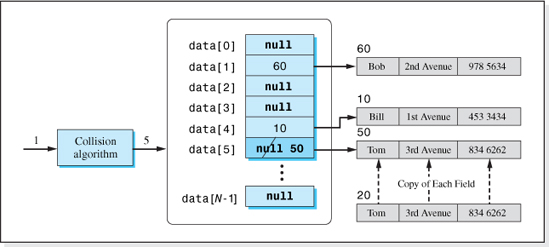 60
data[0] null
data[1] 60 Bob 2nd Avenue 978 5634
data[2] null
data[3] null
10
data[4] 10 Bill 1st Avenue 453 3434
50
1 Collision algorithm 5 data[5] null 50 Tom 3rd Avenue 834 6262
Copy of Each Field
data[N-1] null
20
Tom 3rd Avenue 834 6262